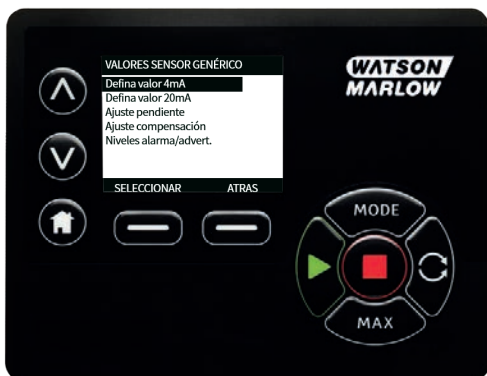 VALORES SENSOR GENÉRICO
Defina valor 4mA
Defina valor 20mA
Ajuste pendiente
Ajuste compensación
Niveles alarma/advert.
SELECCIONAR ATRAS
WATSON
MARLOW
MODE
MAX